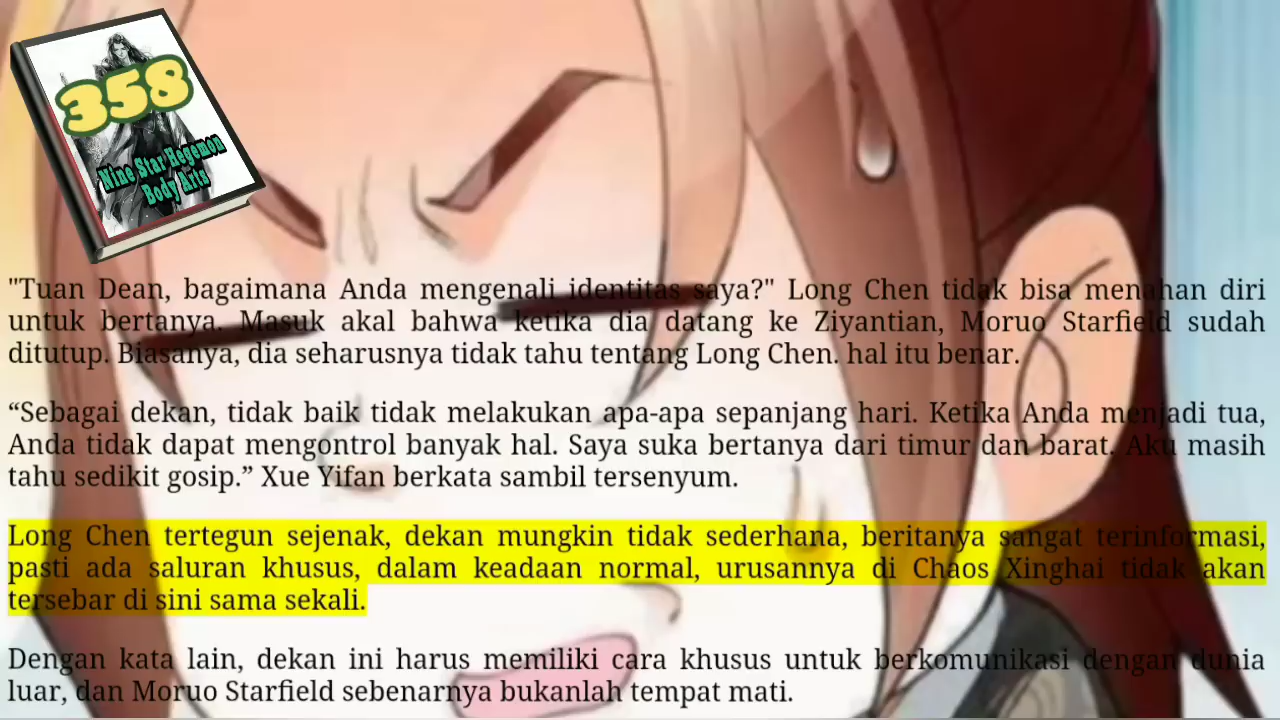 358
Nine Star Hegemon
Body Arts
"Tuan Dean, bagaimana Anda mengenali identitas saya?" Long Chen tidak bisa menahan diri
untuk bertanya. Masuk akal bahwa ketika dia datang ke Ziyantian, Moruo Starfield sudah
ditutup. Biasanya, dia seharusnya tidak tahu tentang Long Chen. hal itu benar.
“Sebagai dekan, tidak baik tidak melakukan apa-apa sepanjang hari. Ketika Anda menjadi tua,
Anda tidak dapat mengontrol banyak hal. Saya suka bertanya dari timur dan barat. Aku masih
tahu sedikit gosip.” Xue Yifan berkata sambil tersenyum.
Long Chen tertegun sejenak, dekan mungkin tidak sederhana, beritanya sangat terinformasi,
pasti ada saluran khusus, dalam keadaan normal, urusannya di Chaos Xinghai tidak akan
tersebar di sini sama sekali.
Dengan kata lain, dekan ini harus memiliki cara khusus untuk berkomunikasi dengan dunia
luar, dan Moruo Starfield sebenarnya bukanlah tempat mati.